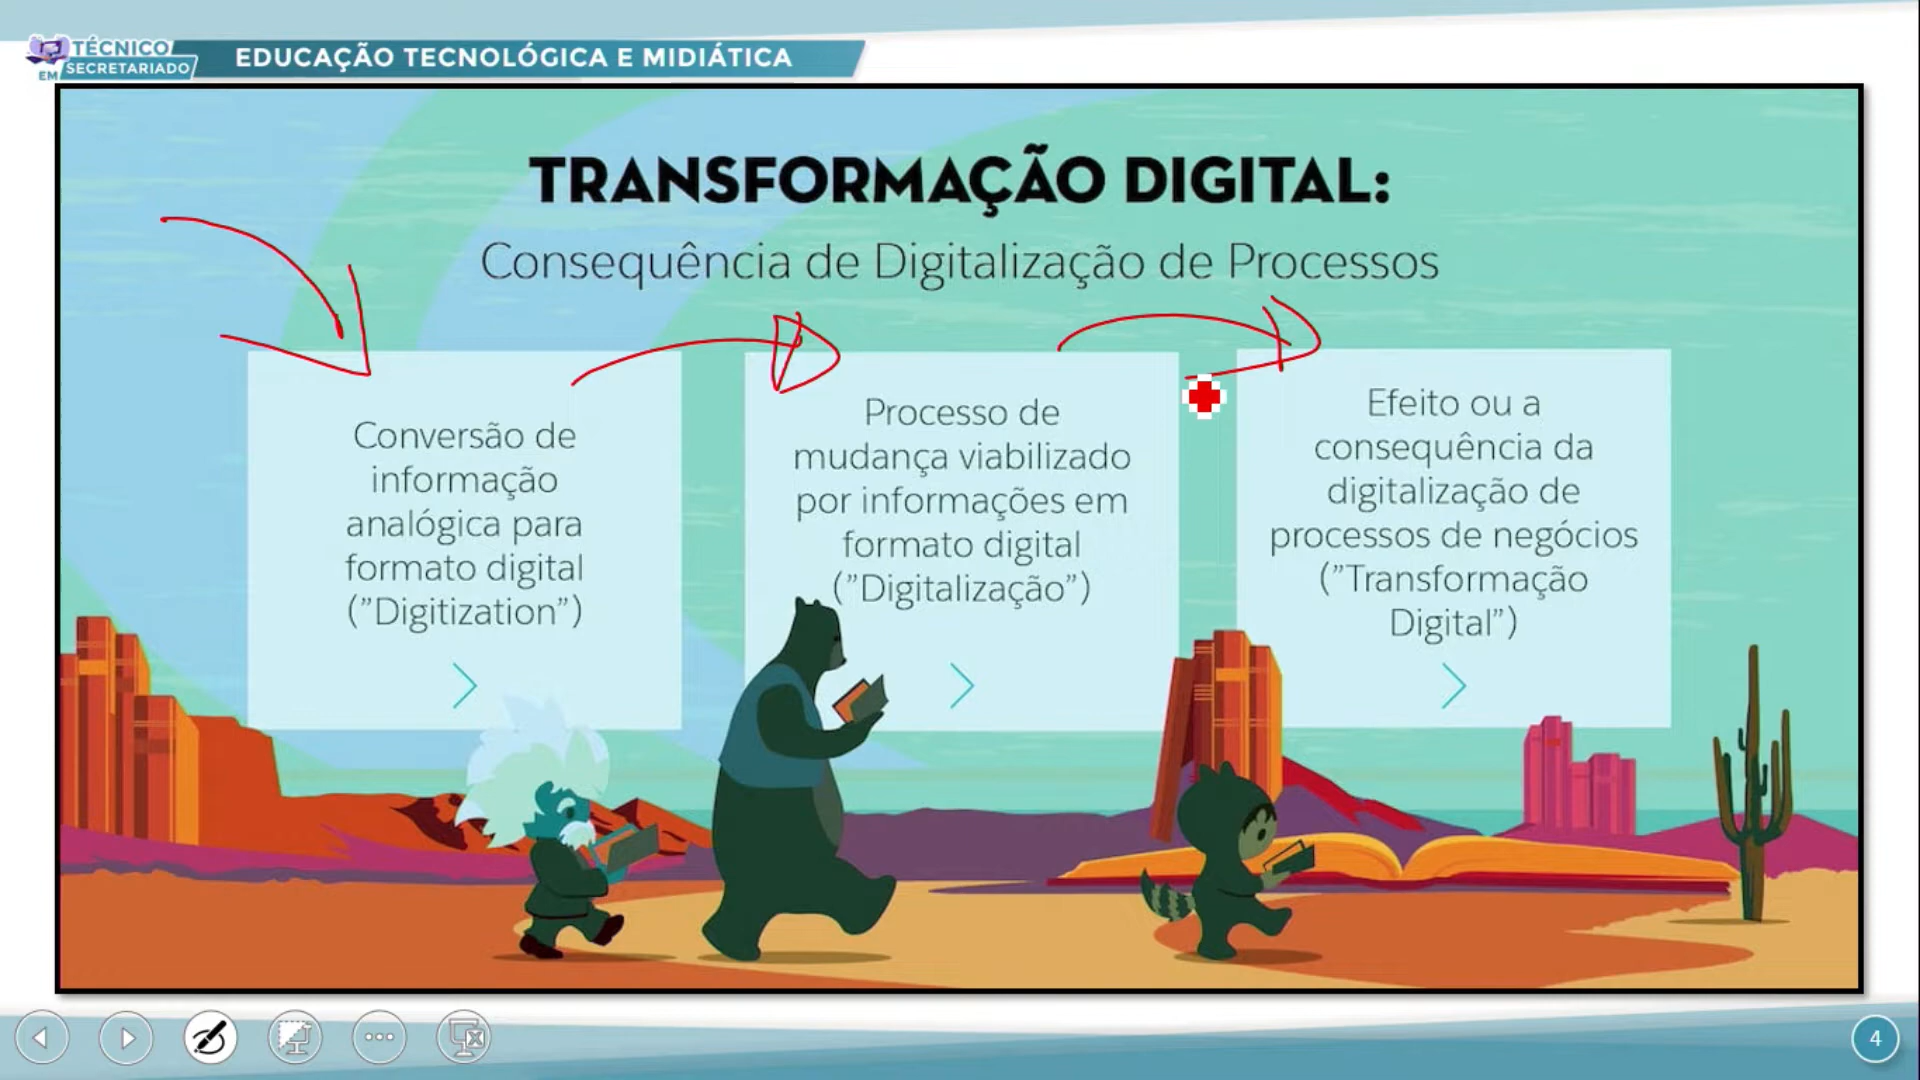 TÉCNICO
EM SECRETARIADO
EDUCAÇÃO TECNOLÓGICA E MIDIÁTICA
TRANSFORMAÇÃO DIGITAL:
Consequência de Digitalização de Processos
Conversão de
informação
analógica para
formato digital
("Digitization")
Processo de
mudança viabilizado
por informações em
formato digital
("Digitalização")
Efeito ou a
consequência da
digitalização de
processos de negócios
("Transformação
Digital")
4